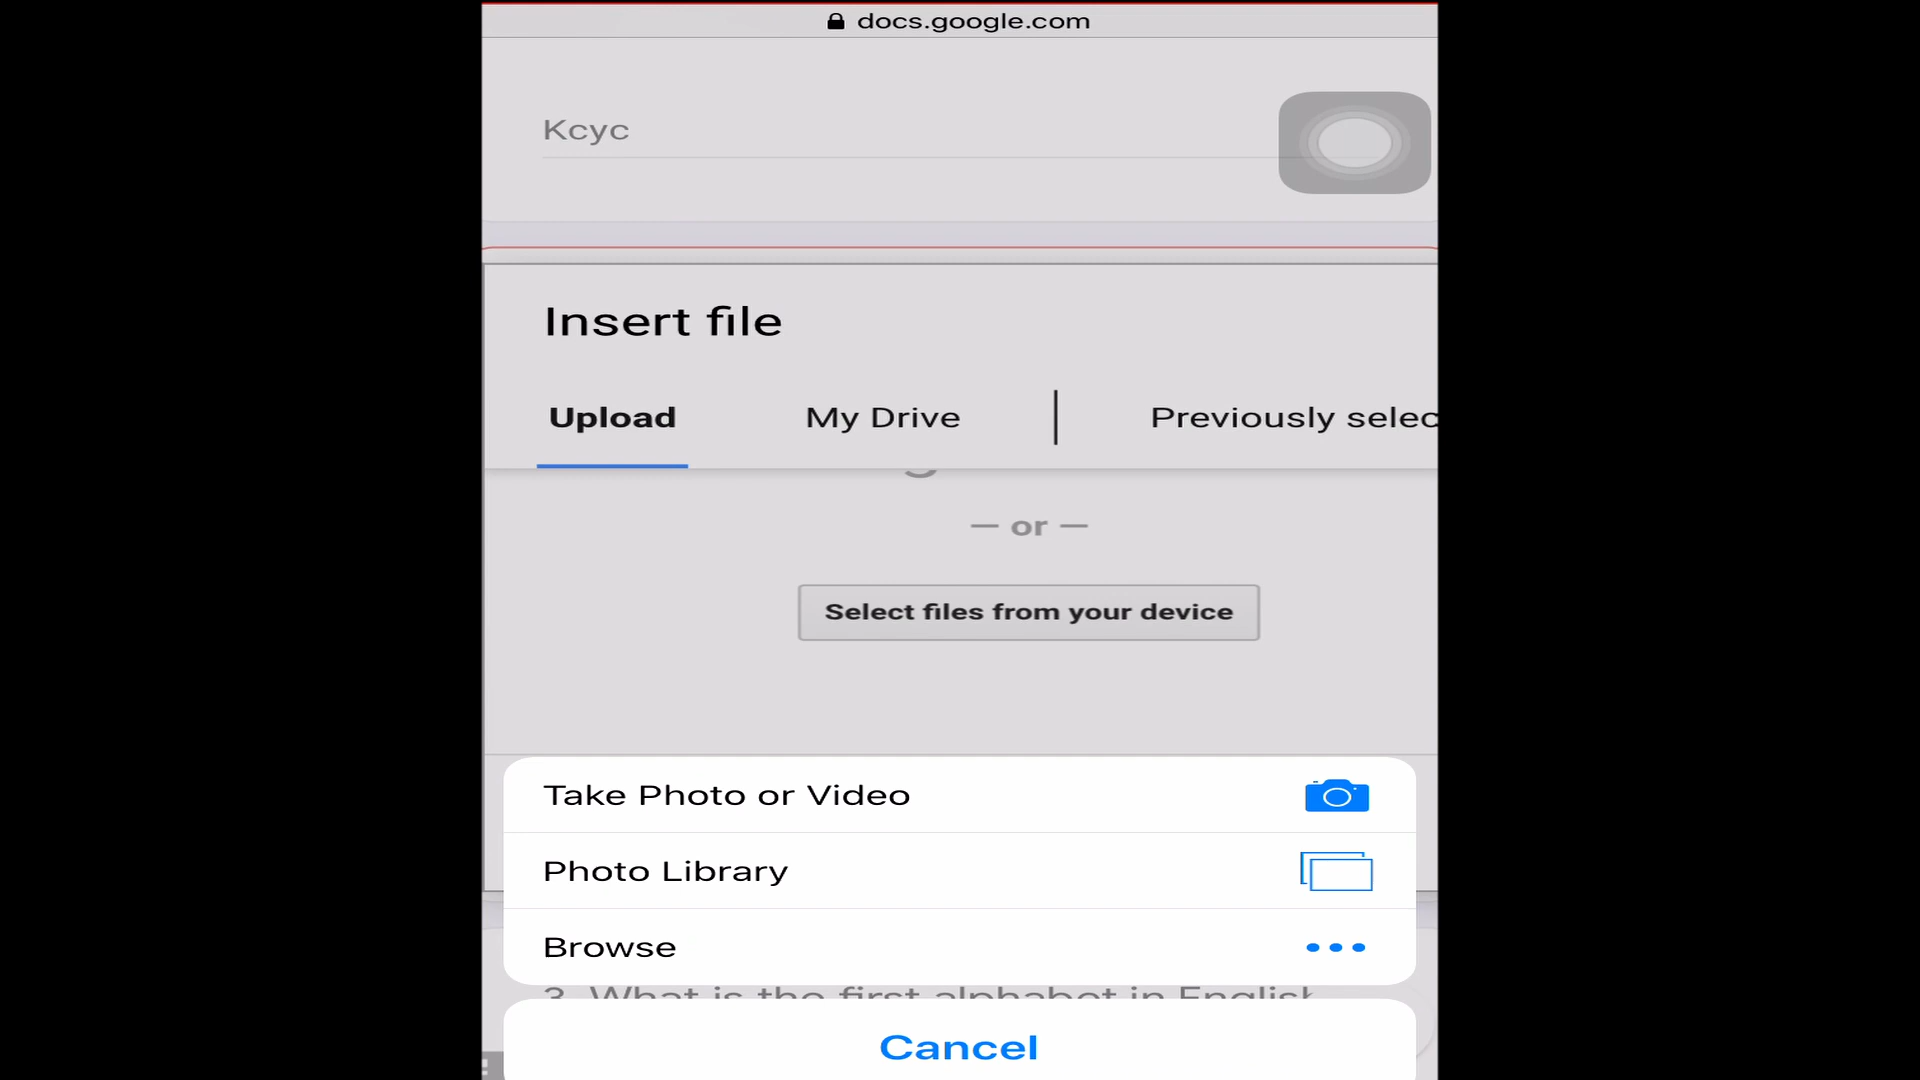 docs.google.com
Kcyc
Insert file
Upload My Drive Previously selec
— or —
Select files from your device
Take Photo or Video
Photo Library
Browse
3. What is the first alphabet in English
Cancel